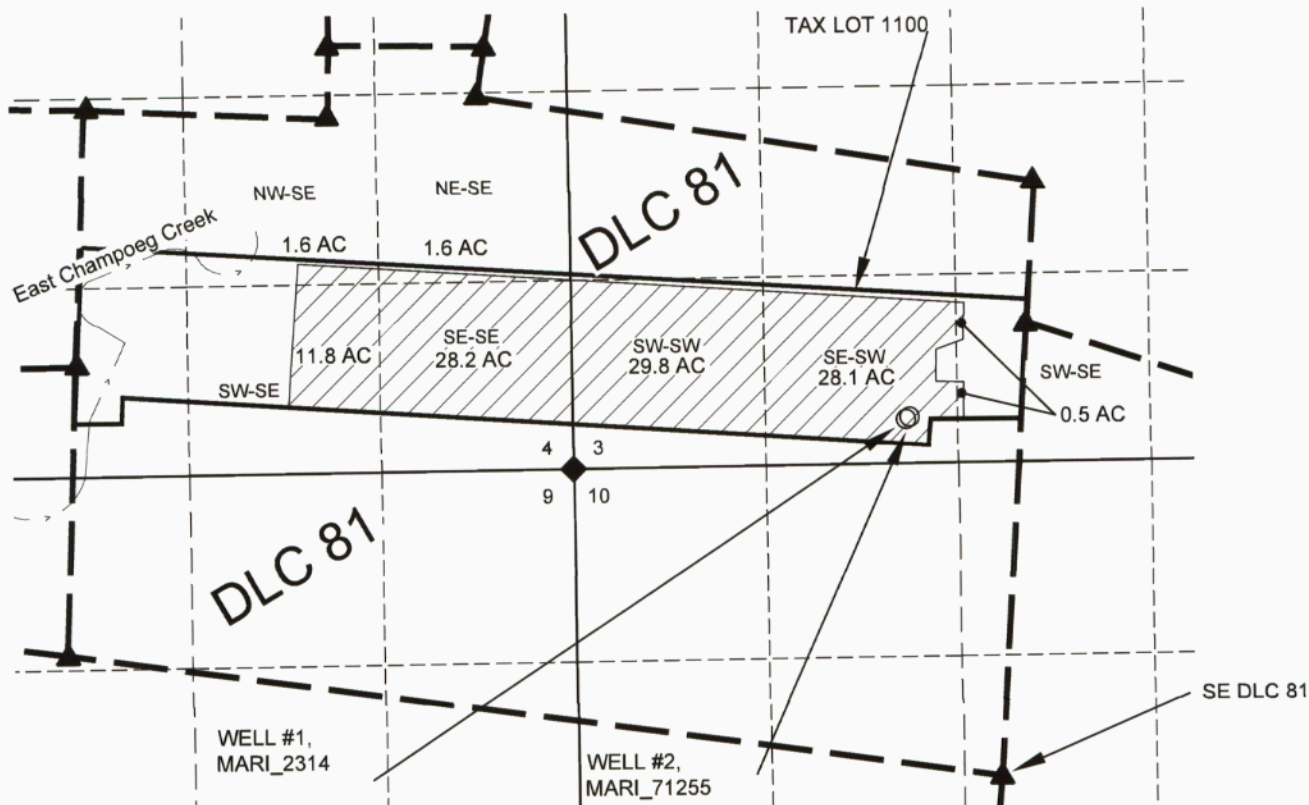 TAX LOT 1100
DLC 81
NW-SE
NE-SE
East Champoeg Creek
1.6 AC
1.6 AC
SE-SE
28.2 AC
11.8 AC
SW-SW
29.8 AC
SE-SW
28.1 AC
SW-SE
SW-SE
0.5 AC
4
3
9
10
DLC 81
SE DLC 81
WELL #1,
MARI_2314
WELL #2,
MARI_71255